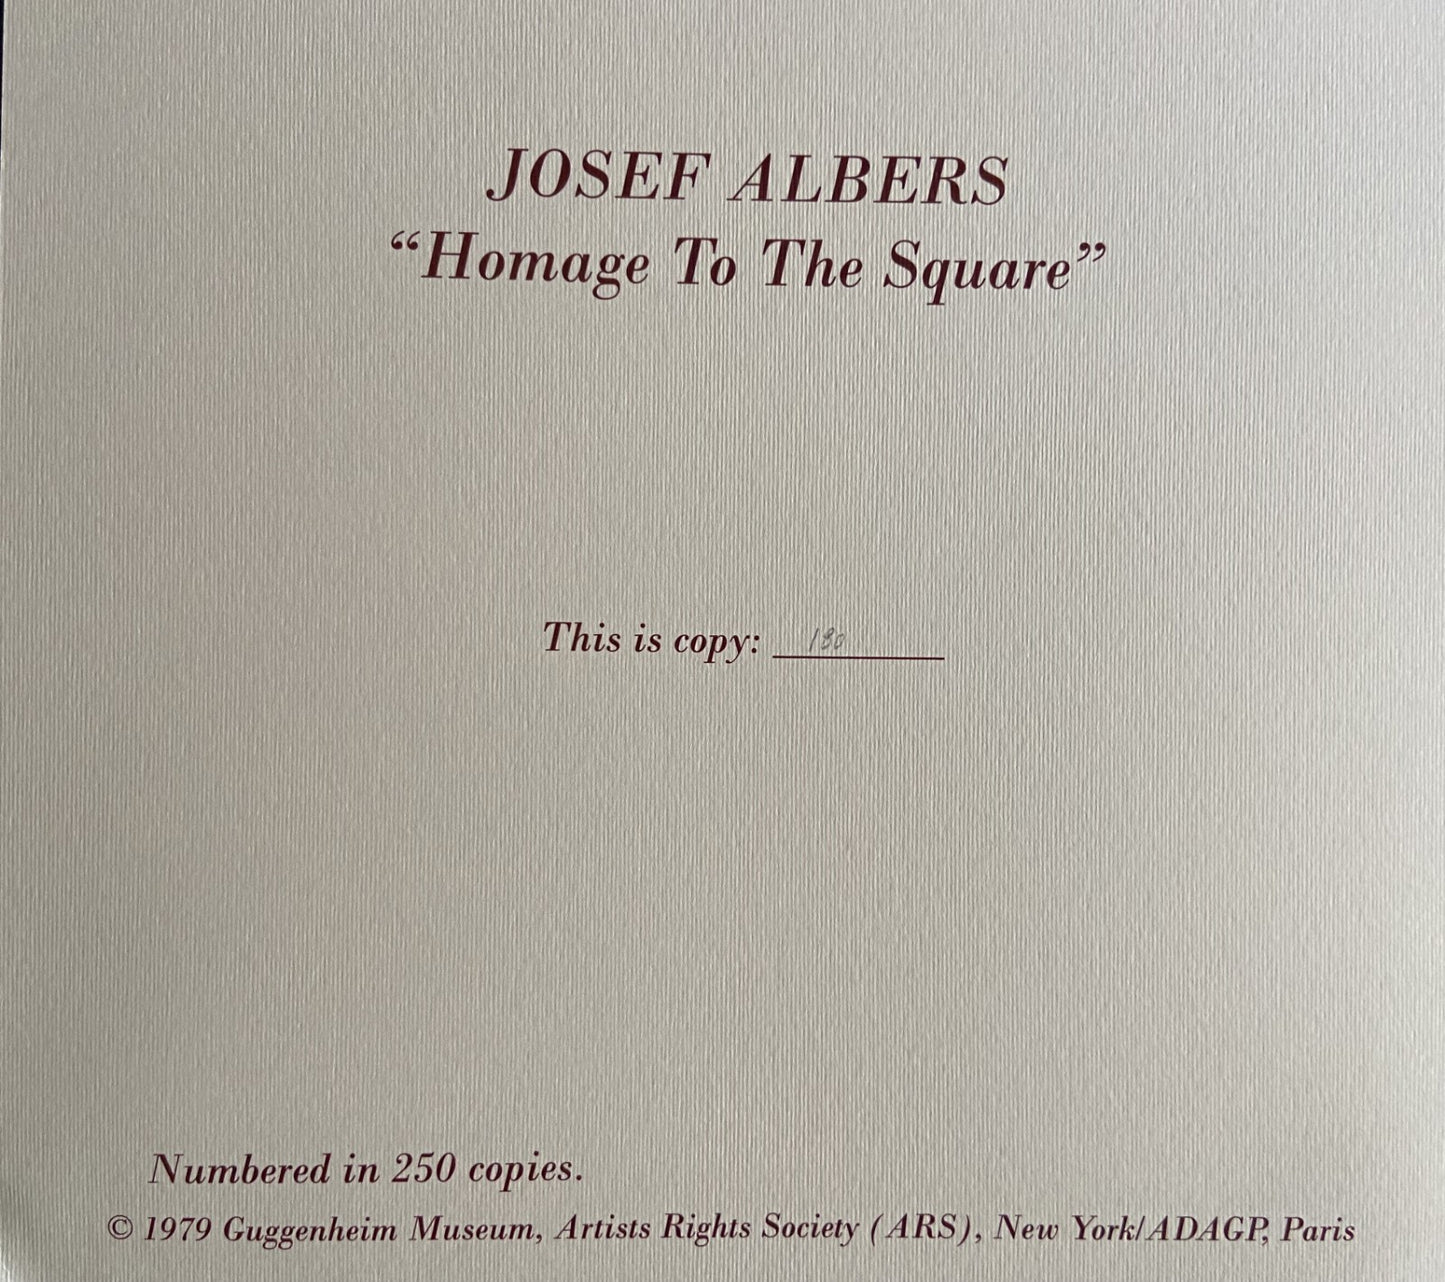 JOSEF ALBERS
“Homage To The Square”
This is copy: 130
Numbered in 250 copies.
© 1979 Guggenheim Museum, Artists Rights Society (ARS), New York/ADAGP, Paris